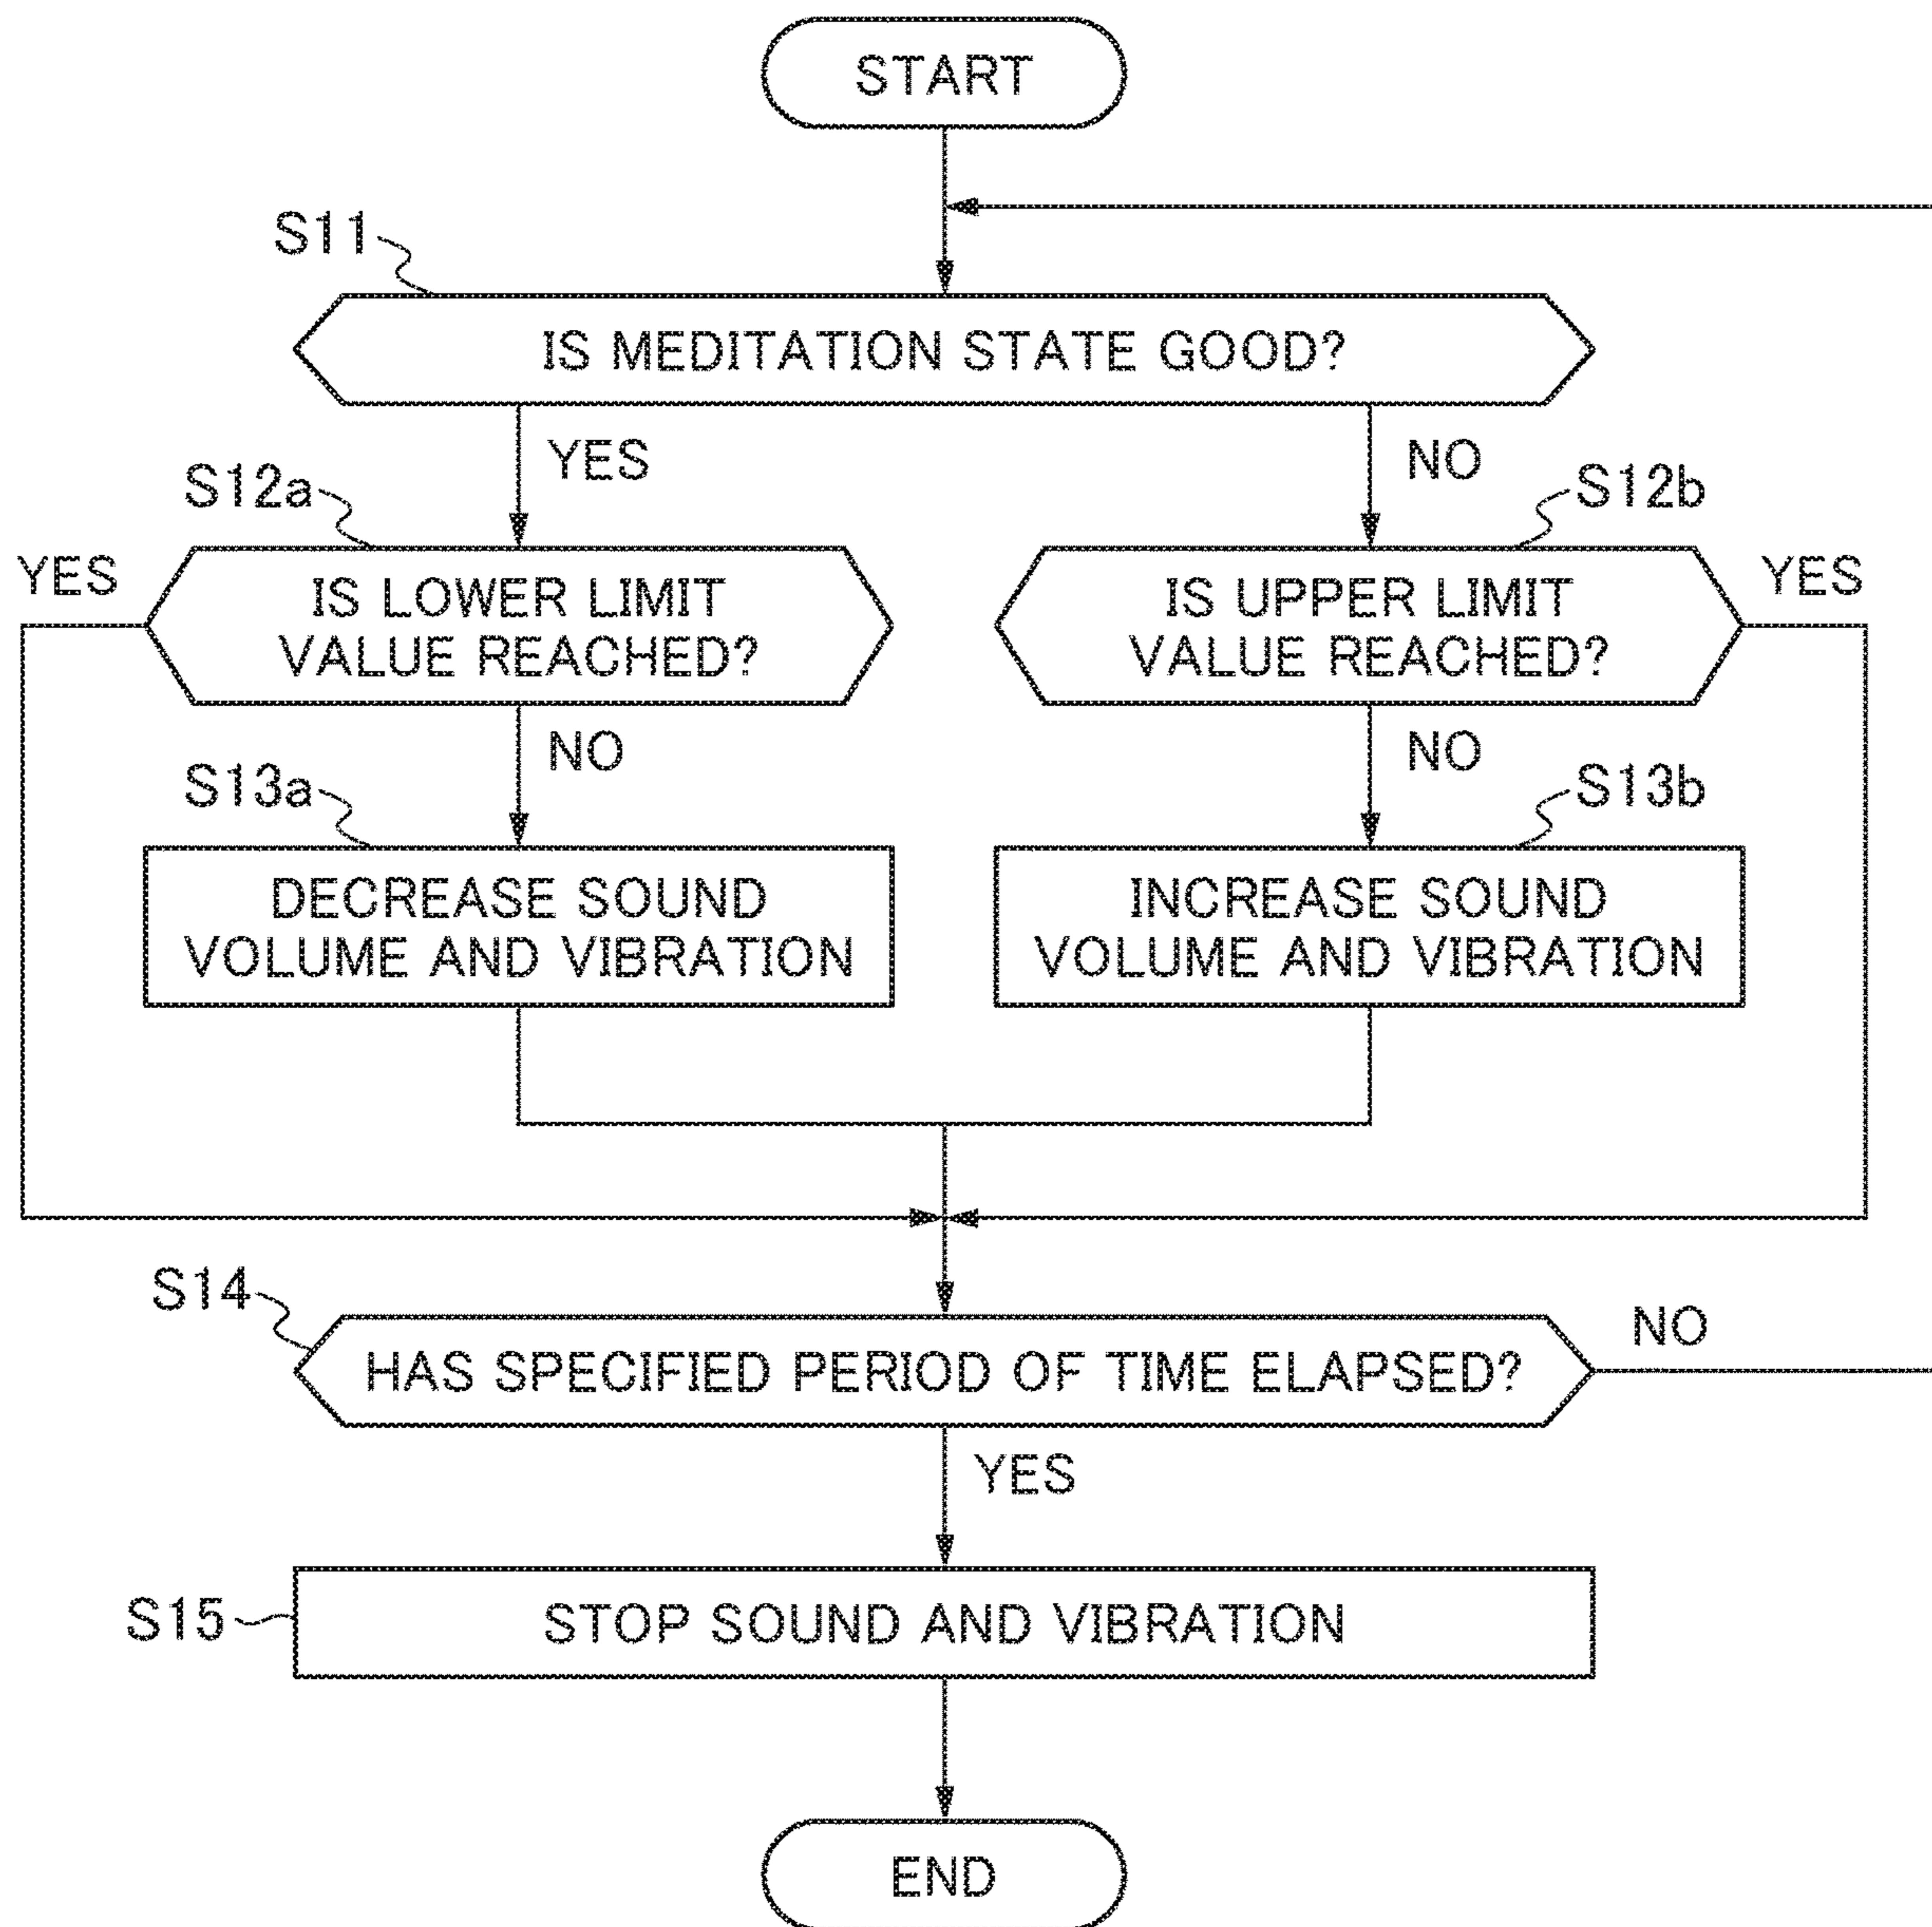 START
S11
IS MEDITATION STATE GOOD?
YES
NO
S12a
S12b
YES
IS LOWER LIMIT
VALUE REACHED?
IS UPPER LIMIT
VALUE REACHED?
YES
NO
NO
S13a
S13b
DECREASE SOUND
VOLUME AND VIBRATION
INCREASE SOUND
VOLUME AND VIBRATION
S14
HAS SPECIFIED PERIOD OF TIME ELAPSED?
NO
YES
S15
STOP SOUND AND VIBRATION
END